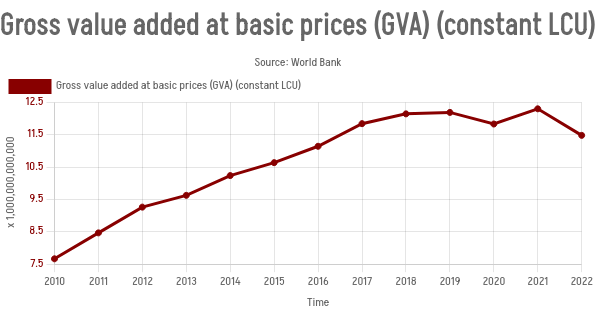 Gross value added at basic prices (GVA) (constant LCU)
Source: World Bank
Gross value added at basic prices (GVA) (constant LCU)
12.5
11.5
10.5
9.5
8.5
7.5
x 1,000,000,000,000
2010 2011 2012 2013 2014 2015 2016 2017 2018 2019 2020 2021 2022
Time